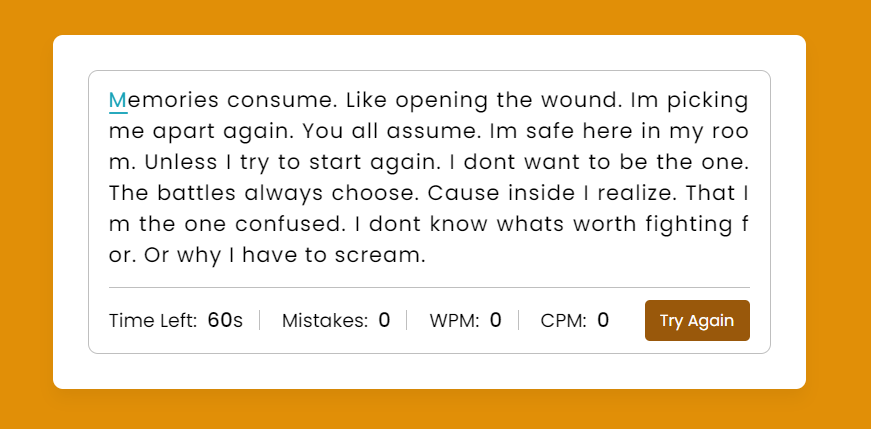 Memories consume. Like opening the wound. Im picking
me apart again. You all assume. Im safe here in my roo
m. Unless I try to start again. I dont want to be the one.
The battles always choose. Cause inside I realize. That I
m the one confused. I dont know whats worth fighting f
or. Or why I have to scream.
Time Left: 60s Mistakes: 0 WPM: 0 CPM: 0 Try Again